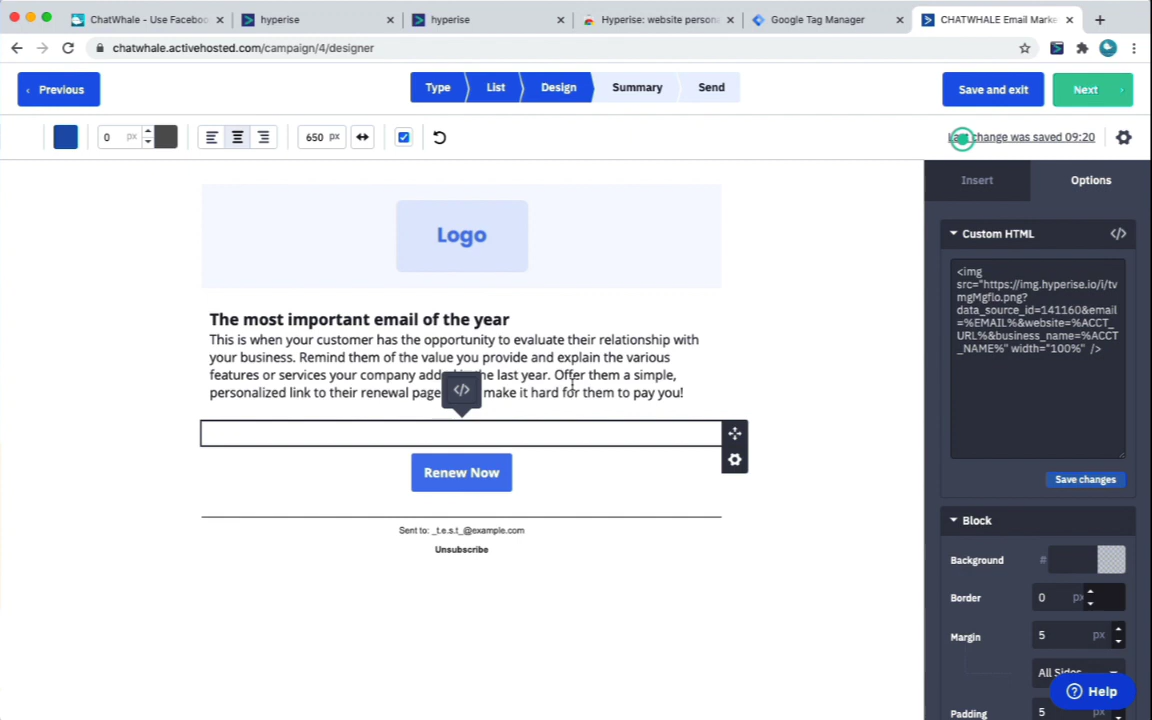 ChatWhale - Use Faceboo
hyperise
hyperise
Hyperise: website person
Google Tag Manager
CHATWHALE Email Marke
chatwhale.activehosted.com/campaign/4/designer
Previous
Type
List
Design
Summary
Send
Save and exit
Next
0 px
650 px
Last change was saved 09:20
Insert
Options
Logo
Custom HTML
<img
src="https://img.hyperise.io/i/tv
mgMgflo.png?
data_source_id=141160&email
=%EMAIL%&website=%ACCT_
URL%&business_name=%ACCT
_NAME%" width="100%" />
The most important email of the year
This is when your customer has the opportunity to evaluate their relationship with
your business. Remind them of the value you provide and explain the various
features or services your company added in the last year. Offer them a simple,
personalized link to their renewal page make it hard for them to pay you!
Renew Now
Save changes
Sent to: _t.e.s.t_@example.com
Unsubscribe
Block
Background #
Border 0 px
Margin 5 px
All Sides
Padding 5 px
Help